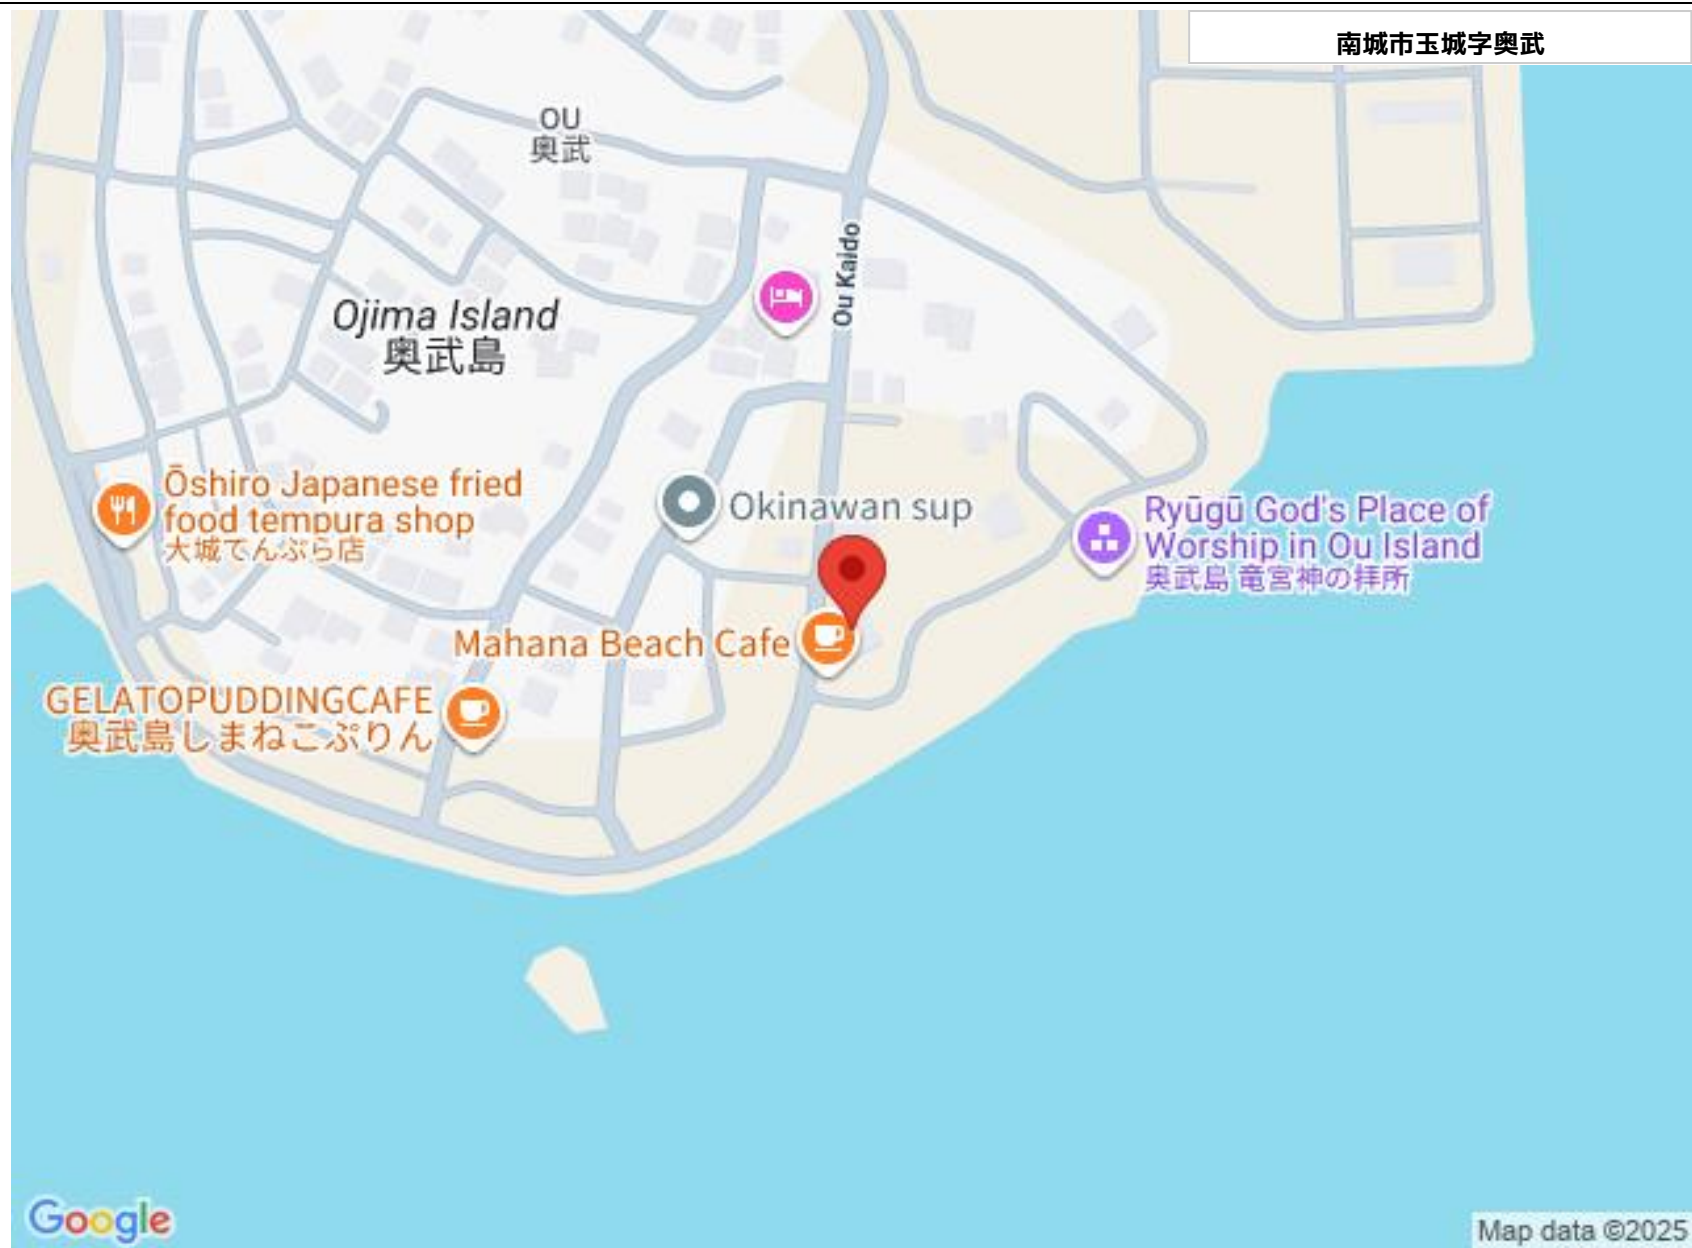 南城市玉城字奥武
OU
奥武
Ou Kaido
Ojima Island
奥武島
Ōshiro Japanese fried
food tempura shop
大城てんぷら店
Okinawan sup
Ryūgū God's Place of
Worship in Ou Island
奥武島 竜宮神の拝所
Mahana Beach Cafe
GELATOPUDDINGCAFE
奥武島しまねこぷりん
Google
Map data ©2025